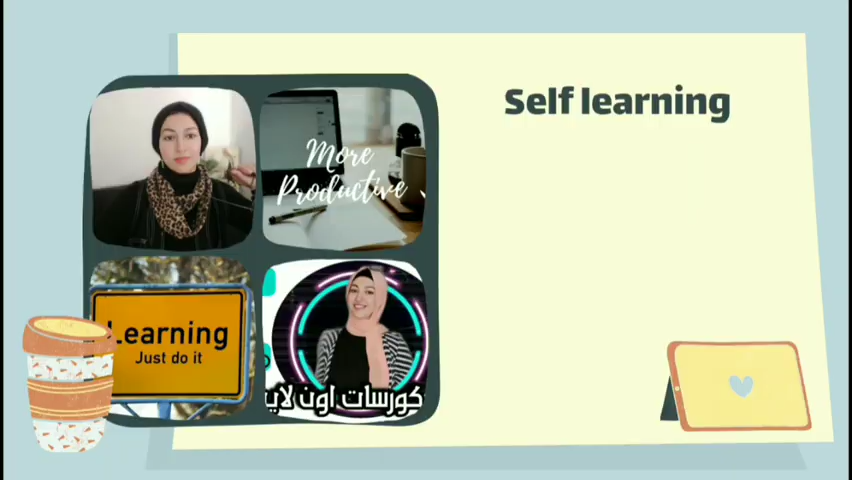 Self learning
More
Productive
Learning
Just do it
كورسات اون لاي